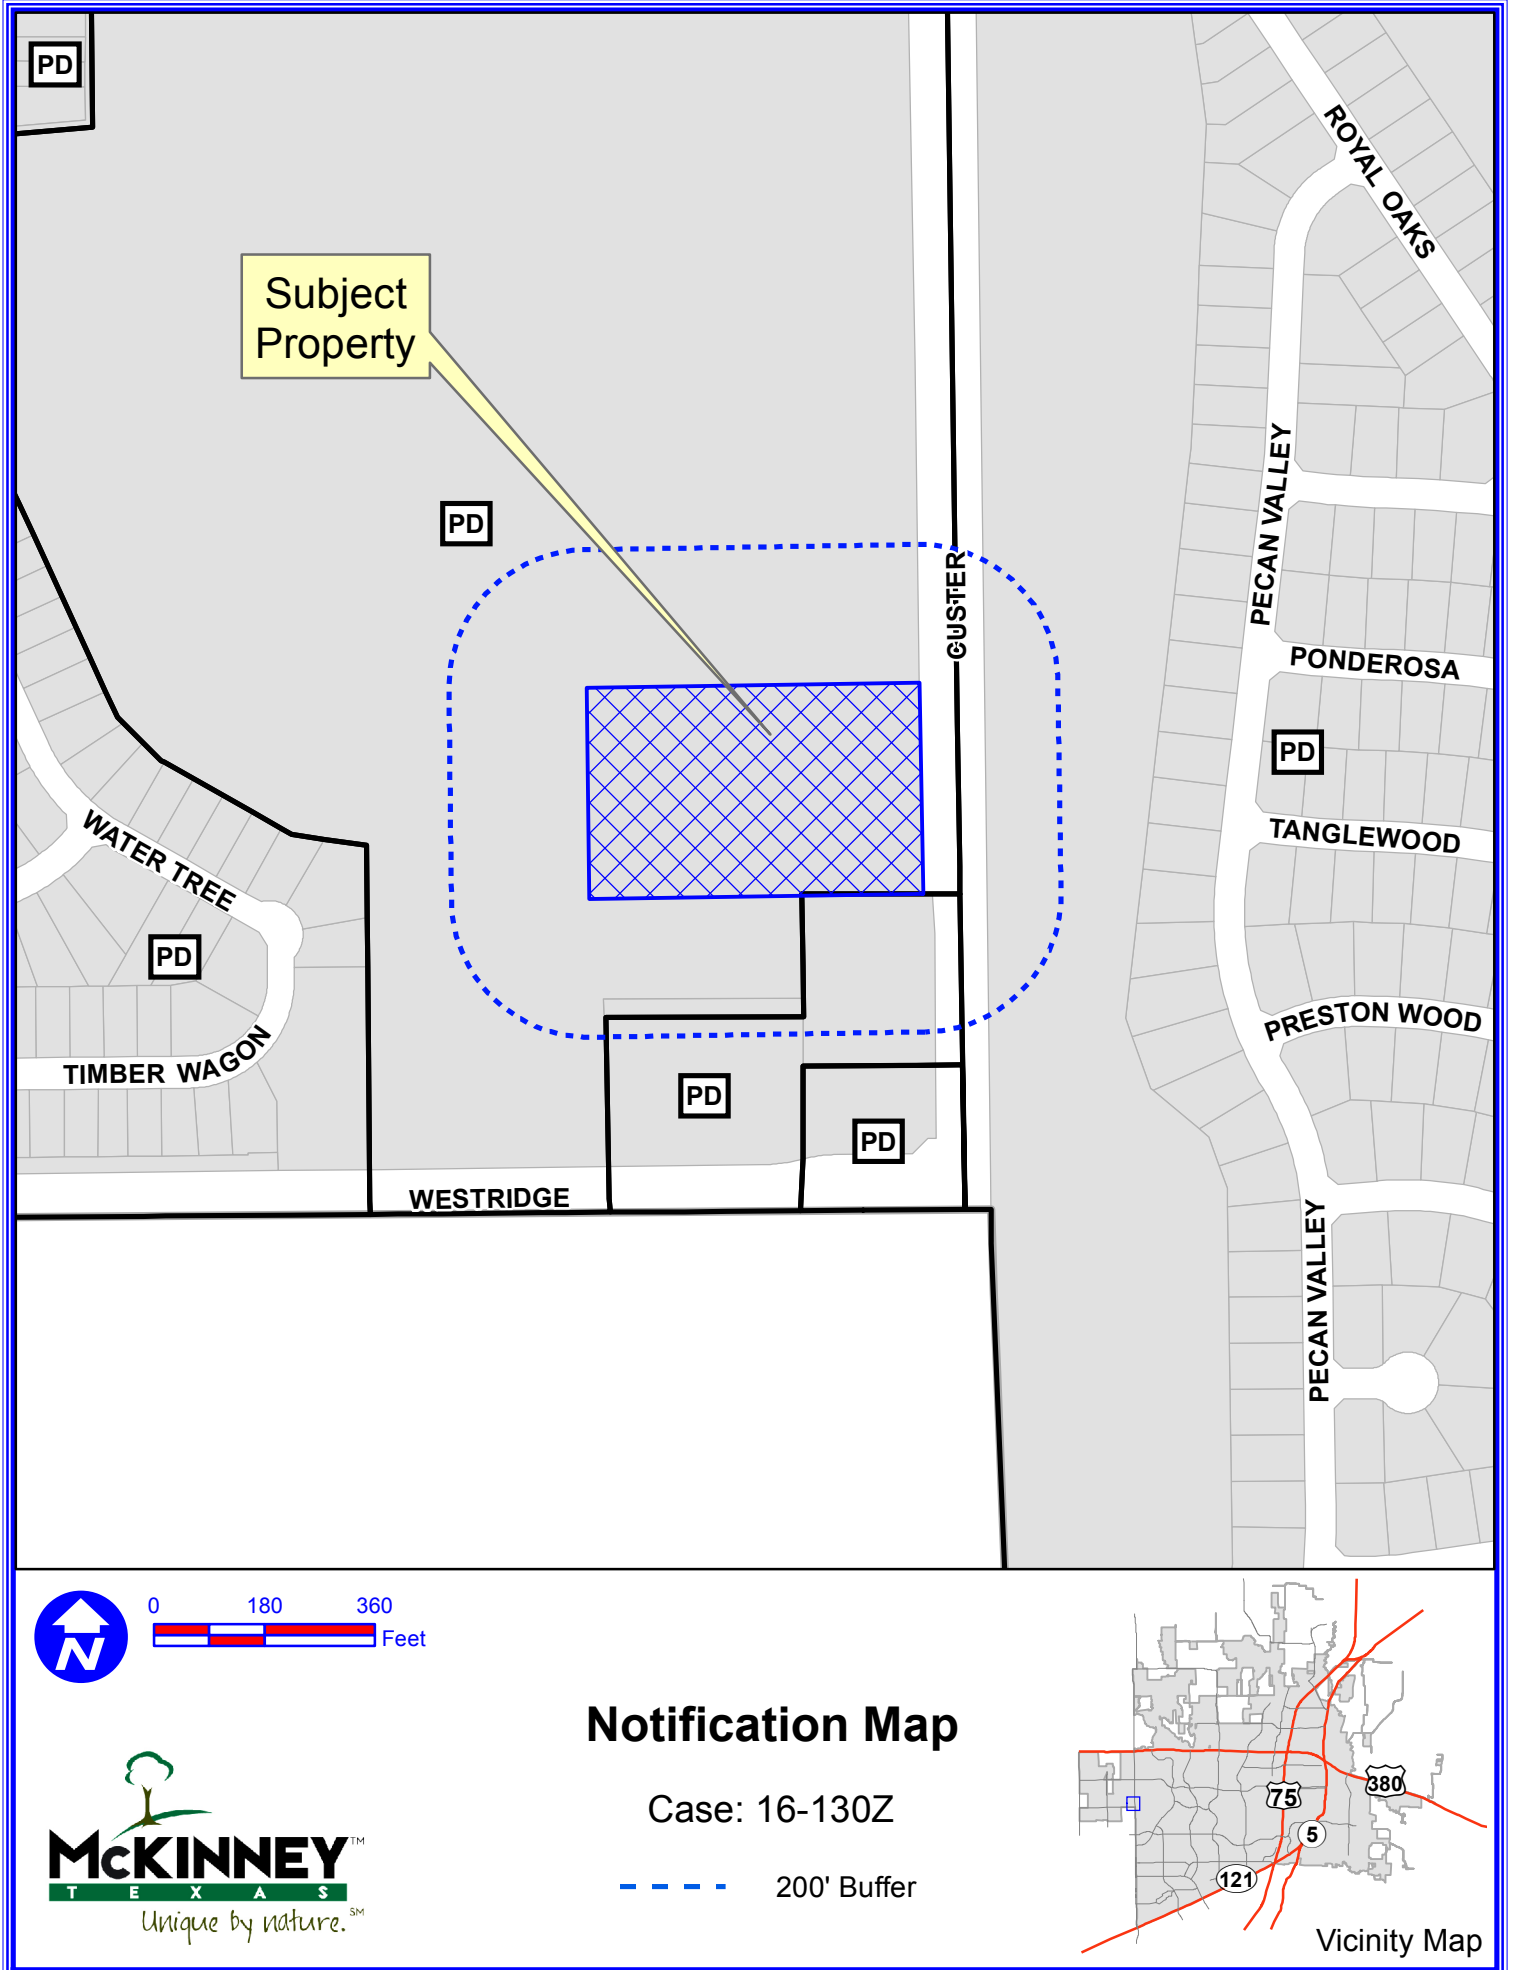 PD
ROYAL OAKS
Subject
Property
PECAN VALLEY
PD
CUSTER
PONDEROSA
PD
TANGLEWOOD
WATER TREE
PD
PRESTON WOOD
TIMBER WAGON
PD
PD
WESTRIDGE
PECAN VALLEY
N
0 180 360
Feet
Notification Map
Case: 16-130Z
200' Buffer
McKINNEY™
TEXAS
Unique by nature.℠
75
380
5
121
Vicinity Map